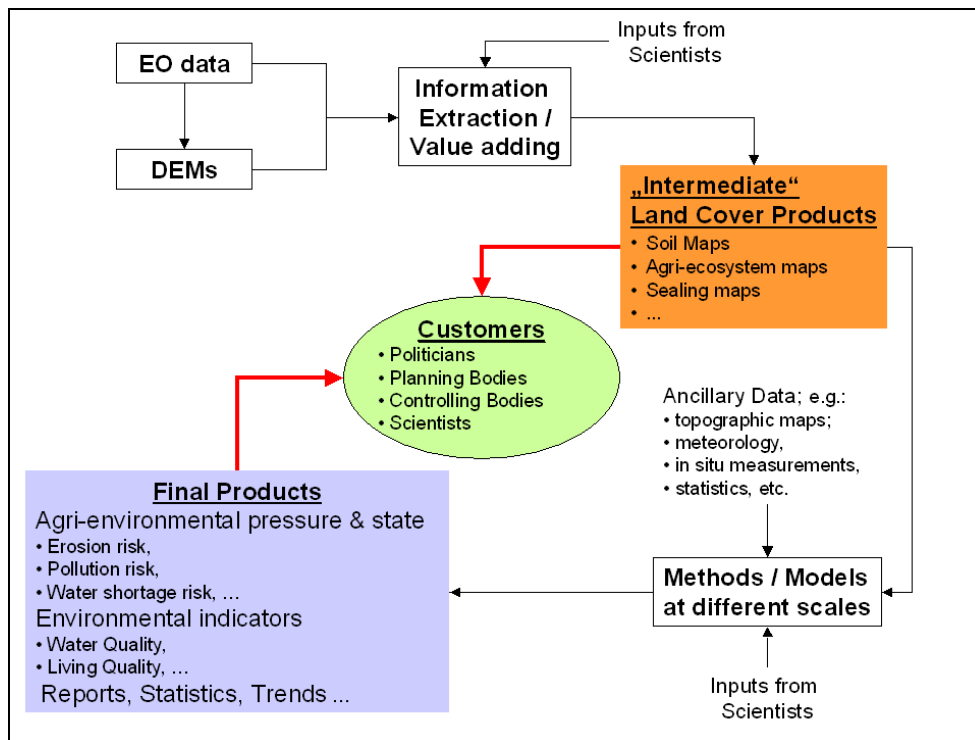 EO data
DEMs
Inputs from
Scientists
Information
Extraction /
Value adding
„Intermediate“
Land Cover Products
• Soil Maps
• Agri-ecosystem maps
• Sealing maps
• ...
Customers
• Politicians
• Planning Bodies
• Controlling Bodies
• Scientists
Ancillary Data; e.g.:
• topographic maps;
• meteorology,
• in situ measurements,
• statistics, etc.
Methods / Models
at different scales
Inputs from
Scientists
Final Products
Agri-environmental pressure & state
• Erosion risk,
• Pollution risk,
• Water shortage risk, …
Environmental indicators
• Water Quality,
• Living Quality, …
Reports, Statistics, Trends ...